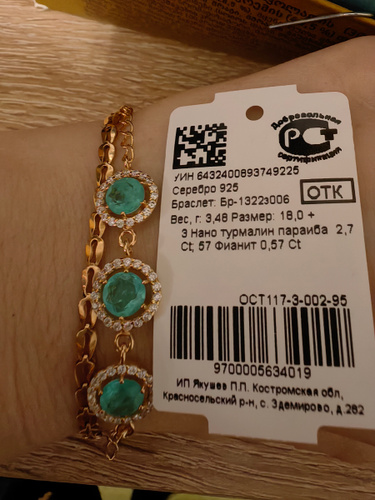 Добровольная
РСТ
сертификация
УИН 6432400893749225
Серебро 925
ОТК
Браслет: Бр-1322з006
Вес, г: 3,48 Размер: 18,0 +
3 Нано турмалин параиба 2,7
Ct; 57 Фианит 0,57 Ct
ОСТ117-3-002-95
9700005634019
ИП Якушев П.П. Костромская обл,
Красносельский р-н, с. Здемирово, д.262